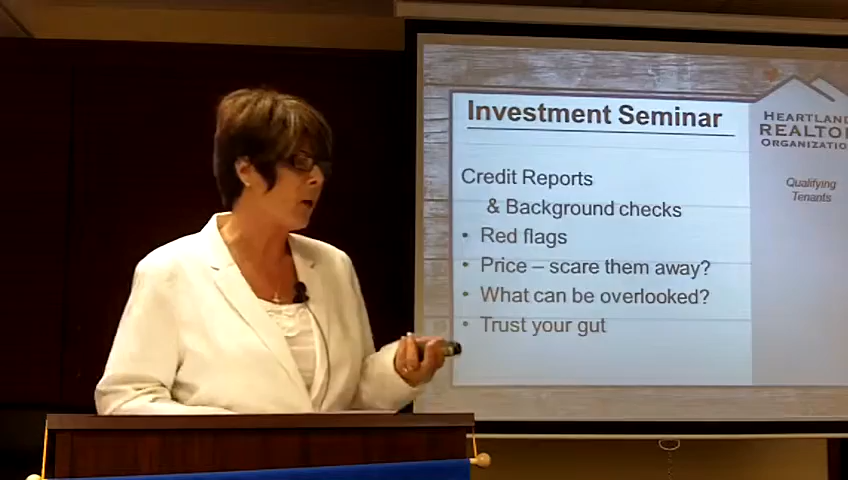 Investment Seminar
Credit Reports
& Background checks
• Red flags
• Price – scare them away?
• What can be overlooked?
• Trust your gut
HEARTLAND
REALTOR
ORGANIZATION
Qualifying
Tenants